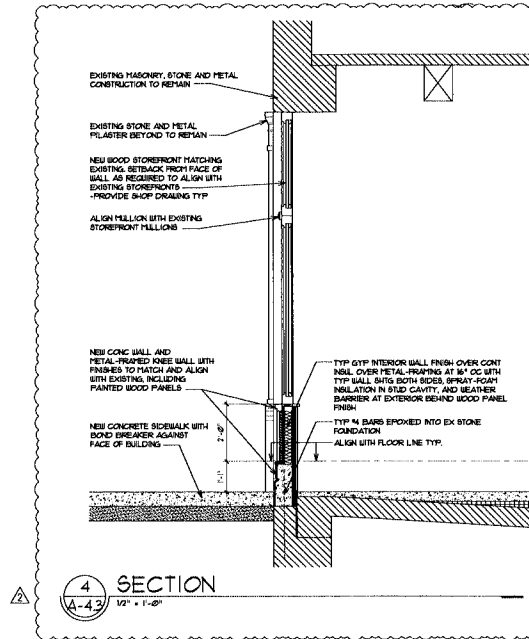 EXISTING MASONRY, STONE AND METAL
CONSTRUCTION TO REMAIN
EXISTING STONE AND METAL
PILASTER BEYOND TO REMAIN
NEW WOOD STOREFRONT MATCHING
EXISTING. SETBACK FROM FACE OF
WALL AS REQUIRED TO ALIGN WITH
EXISTING STOREFRONTS
-PROVIDE SHOP DRAWING TYP
ALIGN MULLION WITH EXISTING
STOREFRONT MULLIONS
NEW CONC WALL AND
METAL-FRAMED KNEE WALL WITH
FINISHES TO MATCH AND ALIGN
WITH EXISTING, INCLUDING
PAINTED WOOD PANELS
NEW CONCRETE SIDEWALK WITH
BOND BREAKER AGAINST
FACE OF BUILDING
2'-0"
1'-1"
TYP GYP INTERIOR WALL FINISH OVER CONT
INSUL OVER METAL-FRAMING AT 16" OC WITH
TYP WALL SHTG BOTH SIDES, SPRAY-FOAM
INSULATION IN STUD CAVITY, AND WEATHER
BARRIER AT EXTERIOR BEHIND WOOD PANEL
FINISH
TYP #4 BARS EPOXIED INTO EX STONE
FOUNDATION
ALIGN WITH FLOOR LINE TYP.
2
4
A-4.3
SECTION
1/2" = 1'-0"